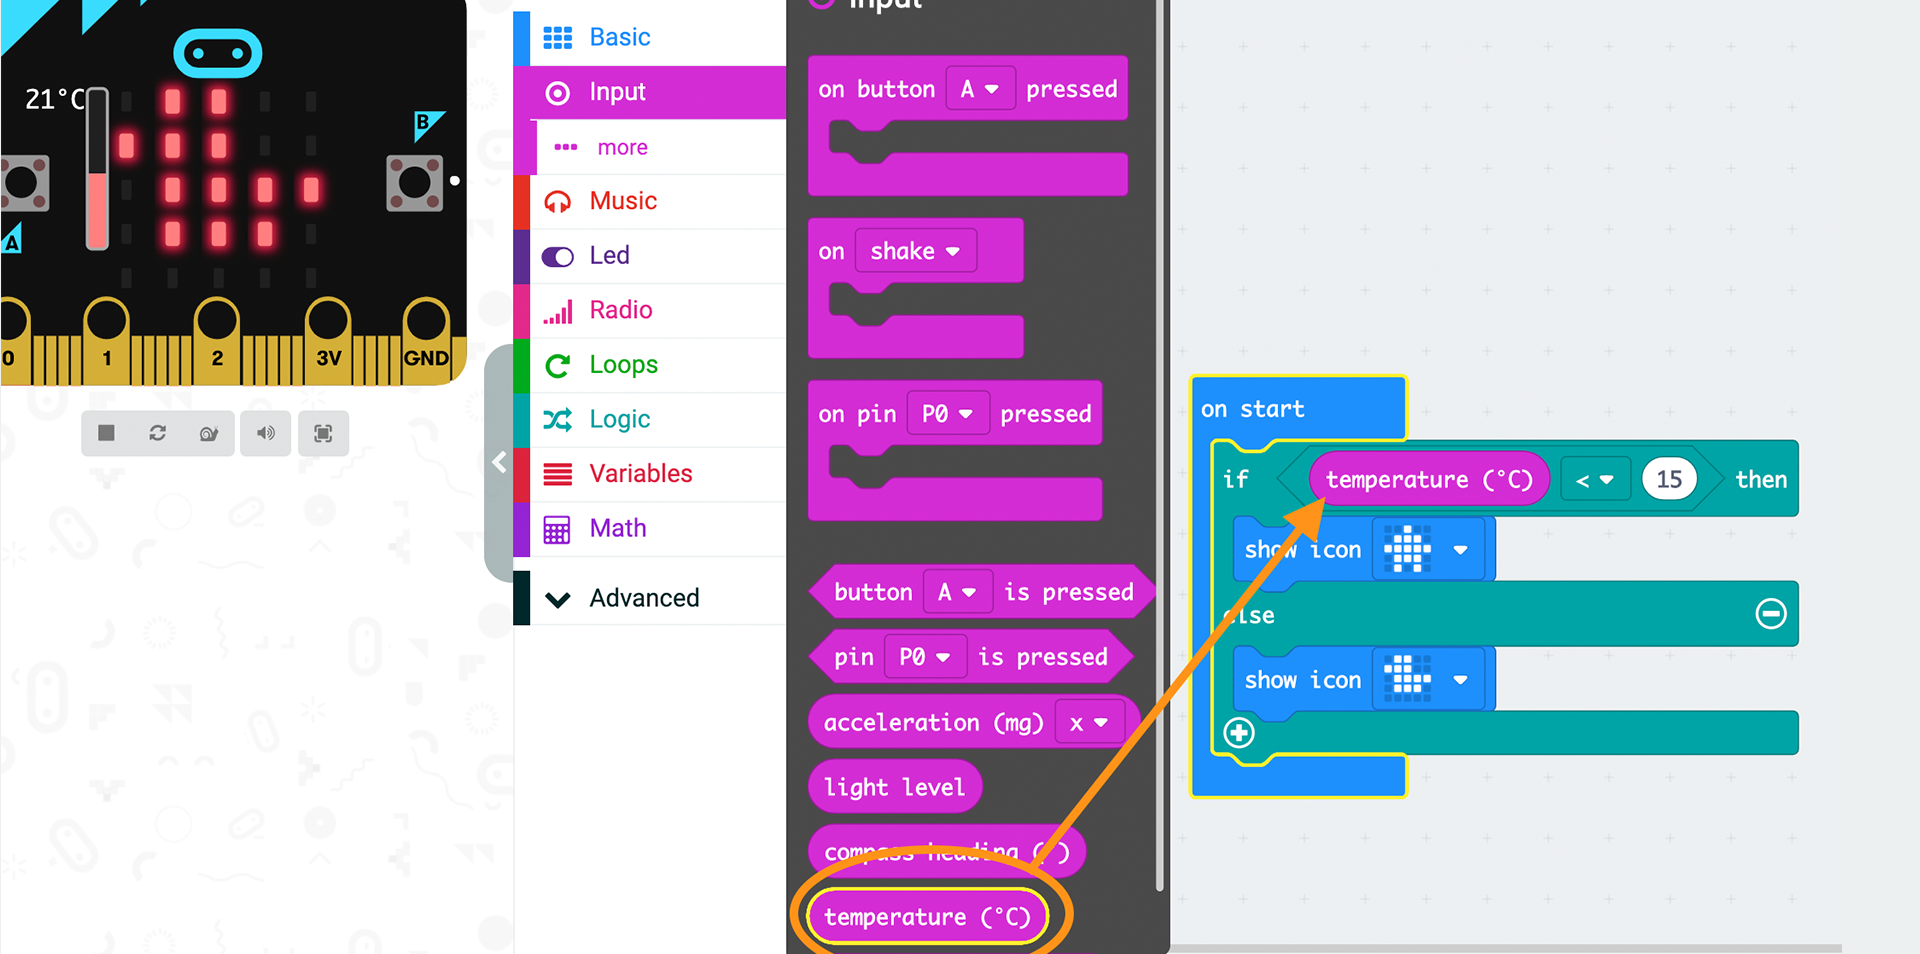 21°C
B
A
0
1
2
3V
GND
Basic
Input
more
Music
Led
Radio
Loops
Logic
Variables
Math
Advanced
Input
on button A pressed
on shake
on pin P0 pressed
button A is pressed
pin P0 is pressed
acceleration (mg) x
light level
compass heading (°)
temperature (°C)
on start
if temperature (°C) < 15 then
show icon
else
show icon